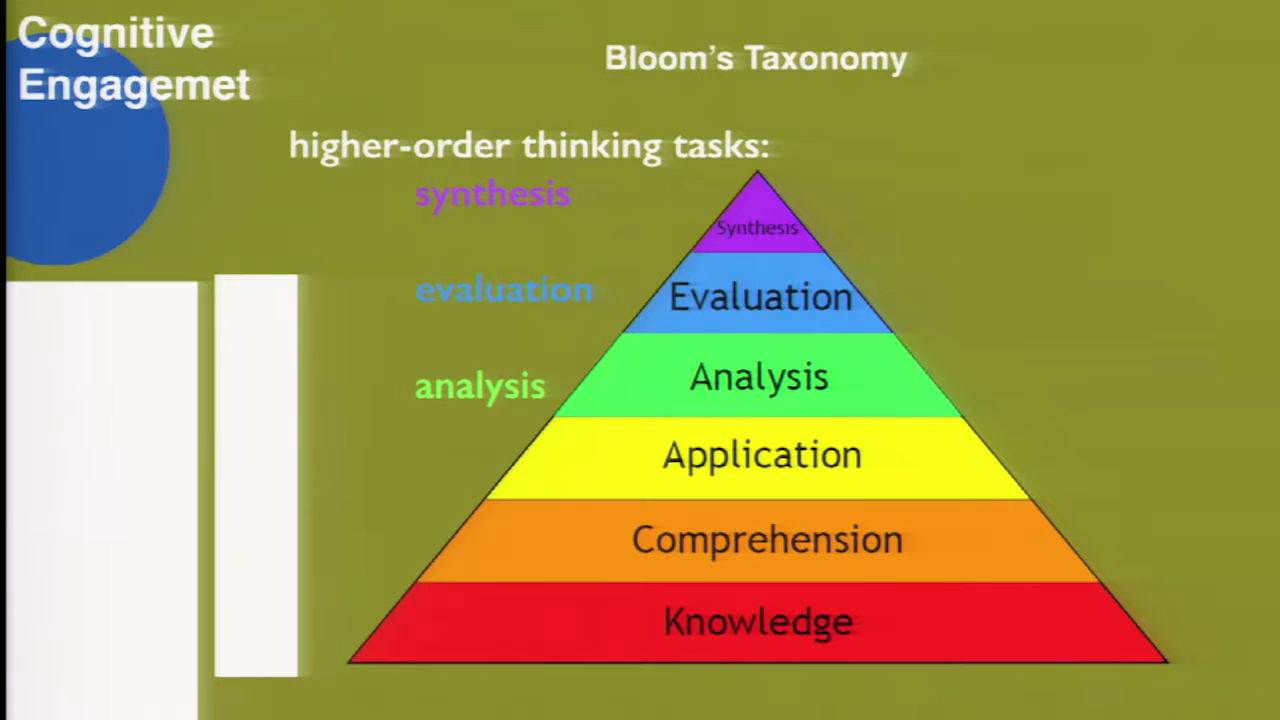 Cognitive
Engagemet
Bloom's Taxonomy
higher-order thinking tasks:
synthesis
Synthesis
evaluation
Evaluation
analysis
Analysis
Application
Comprehension
Knowledge